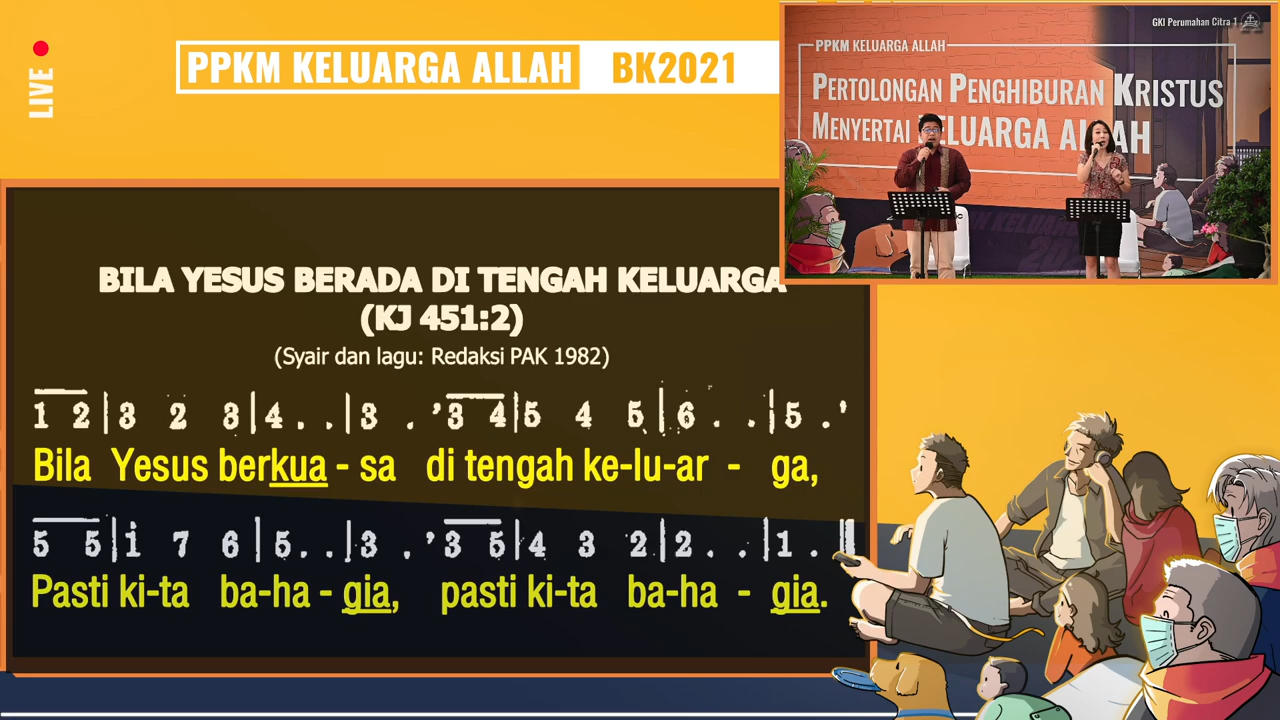 LIVE
PPKM KELUARGA ALLAH BK2021
GKI Perumahan Citra 1
PPKM KELUARGA ALLAH
PERTOLONGAN PENGHIBURAN KRISTUS
MENYERTAI KELUARGA ALLAH
BILA YESUS BERADA DI TENGAH KELUARGA
(KJ 451:2)
(Syair dan lagu: Redaksi PAK 1982)
1 2|3 2 3|4 . .|3 . ’3 4|5 4 5|6 . .|5 . ’
Bila Yesus berkua - sa di tengah ke-lu-ar - ga,
5 5|i 7 6|5 . .|3 . ’3 5|4 3 2|2 . .|1 . ||
Pasti ki-ta ba-ha - gia, pasti ki-ta ba-ha - gia.